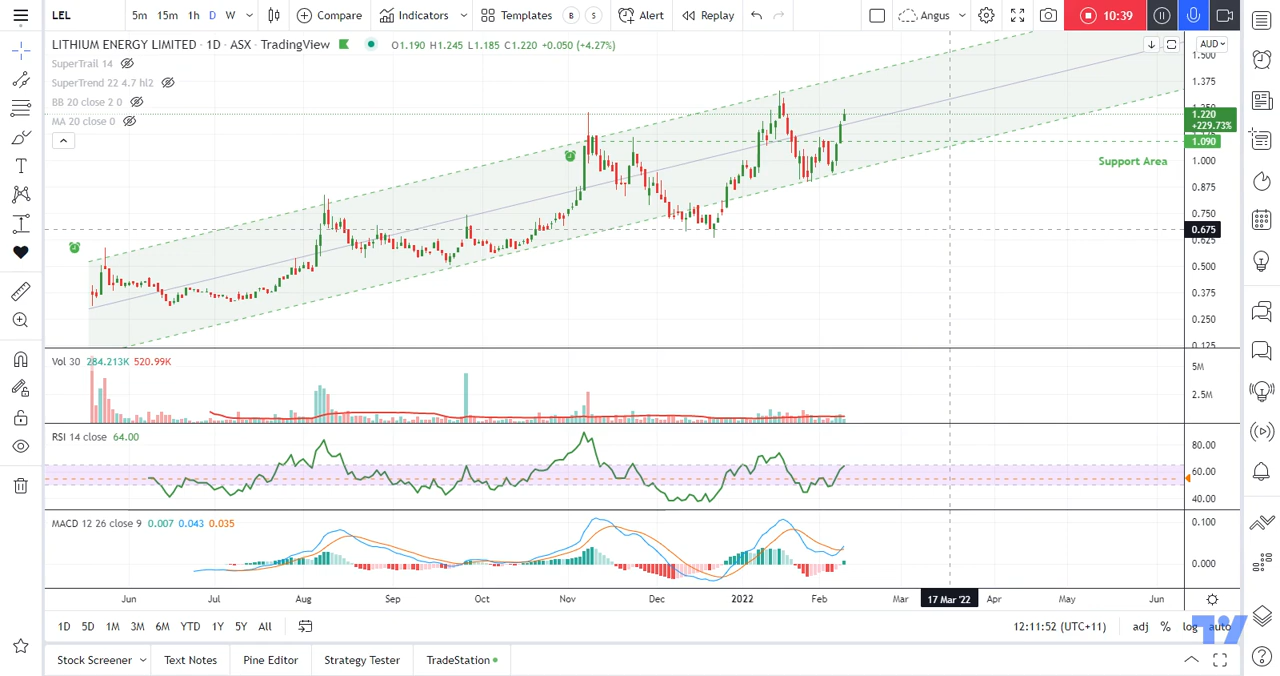 LEL 5m 15m 1h D W Compare Indicators Templates B S Alert Replay Angus 10:39
LITHIUM ENERGY LIMITED · 1D · ASX · TradingView O1.190 H1.245 L1.185 C1.220 +0.050 (+4.27%) AUD
SuperTrail 14
SuperTrend 22 4.7 hl2
BB 20 close 2 0
MA 20 close 0
1.500
1.375
1.250
1.220
+229.73%
1.090
Support Area
1.000
0.875
0.750
0.675
0.625
0.500
0.375
0.250
0.125
Vol 30 284.213K 520.99K
5M
2.5M
RSI 14 close 64.00
80.00
60.00
40.00
MACD 12 26 close 9 0.007 0.043 0.035
0.100
0.000
Jun Jul Aug Sep Oct Nov Dec 2022 Feb Mar 17 Mar '22 Apr May Jun
1D 5D 1M 3M 6M YTD 1Y 5Y All 12:11:52 (UTC+11) adj % log auto
Stock Screener Text Notes Pine Editor Strategy Tester TradeStation